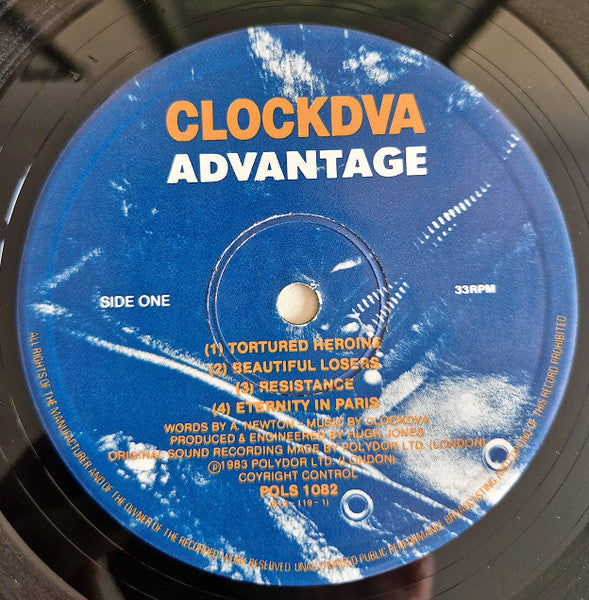 CLOCKDVA
ADVANTAGE
SIDE ONE
33RPM
(1) TORTURED HEROINE
(2) BEAUTIFUL LOSERS
(3) RESISTANCE
(4) ETERNITY IN PARIS
WORDS BY A. NEWTON - MUSIC BY CLOCKDVA
PRODUCED & ENGINEERED BY HUGH JONES
ORIGINAL SOUND RECORDING MADE BY POLYDOR LTD. (LONDON)
℗1983 POLYDOR LTD. (LONDON)
COYRIGHT CONTROL
POLS 1082
ALL RIGHTS OF THE MANUFACTURER AND OF THE OWNER OF THE RECORDED WORK RESERVED UNAUTHORISED PUBLIC PERFORMANCE BROADCASTING AND COPYING OF THIS RECORD PROHIBITED